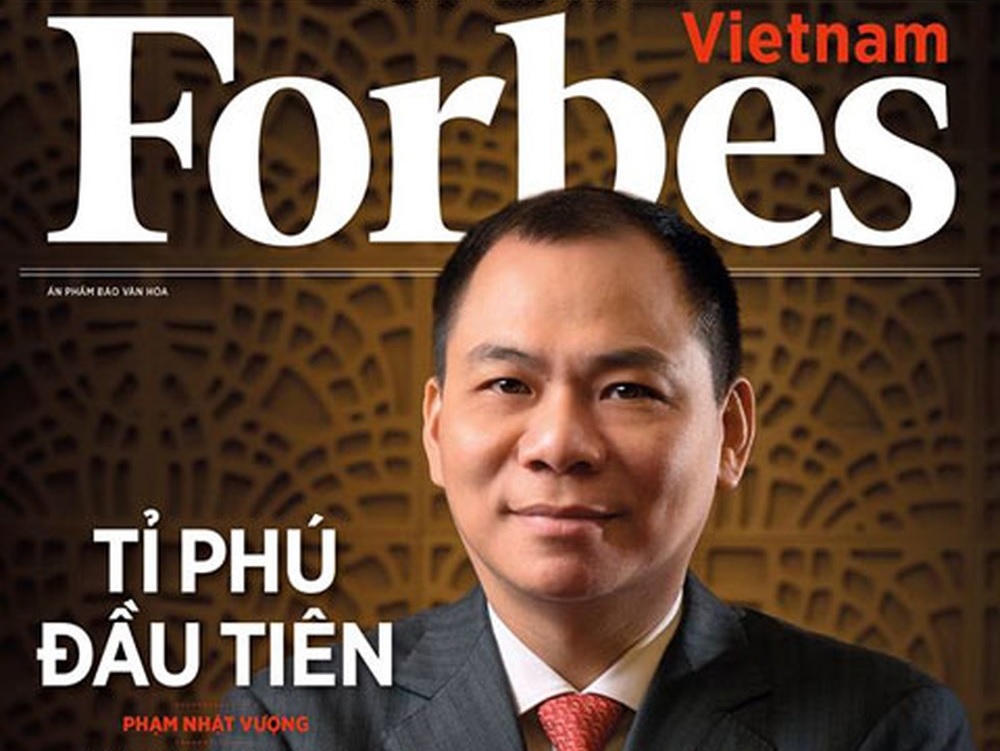 Vietnam
Forbes
ẤN PHẨM BÁO VĂN HÓA
TỈ PHÚ
ĐẦU TIÊN
PHẠM NHẬT VƯỢNG